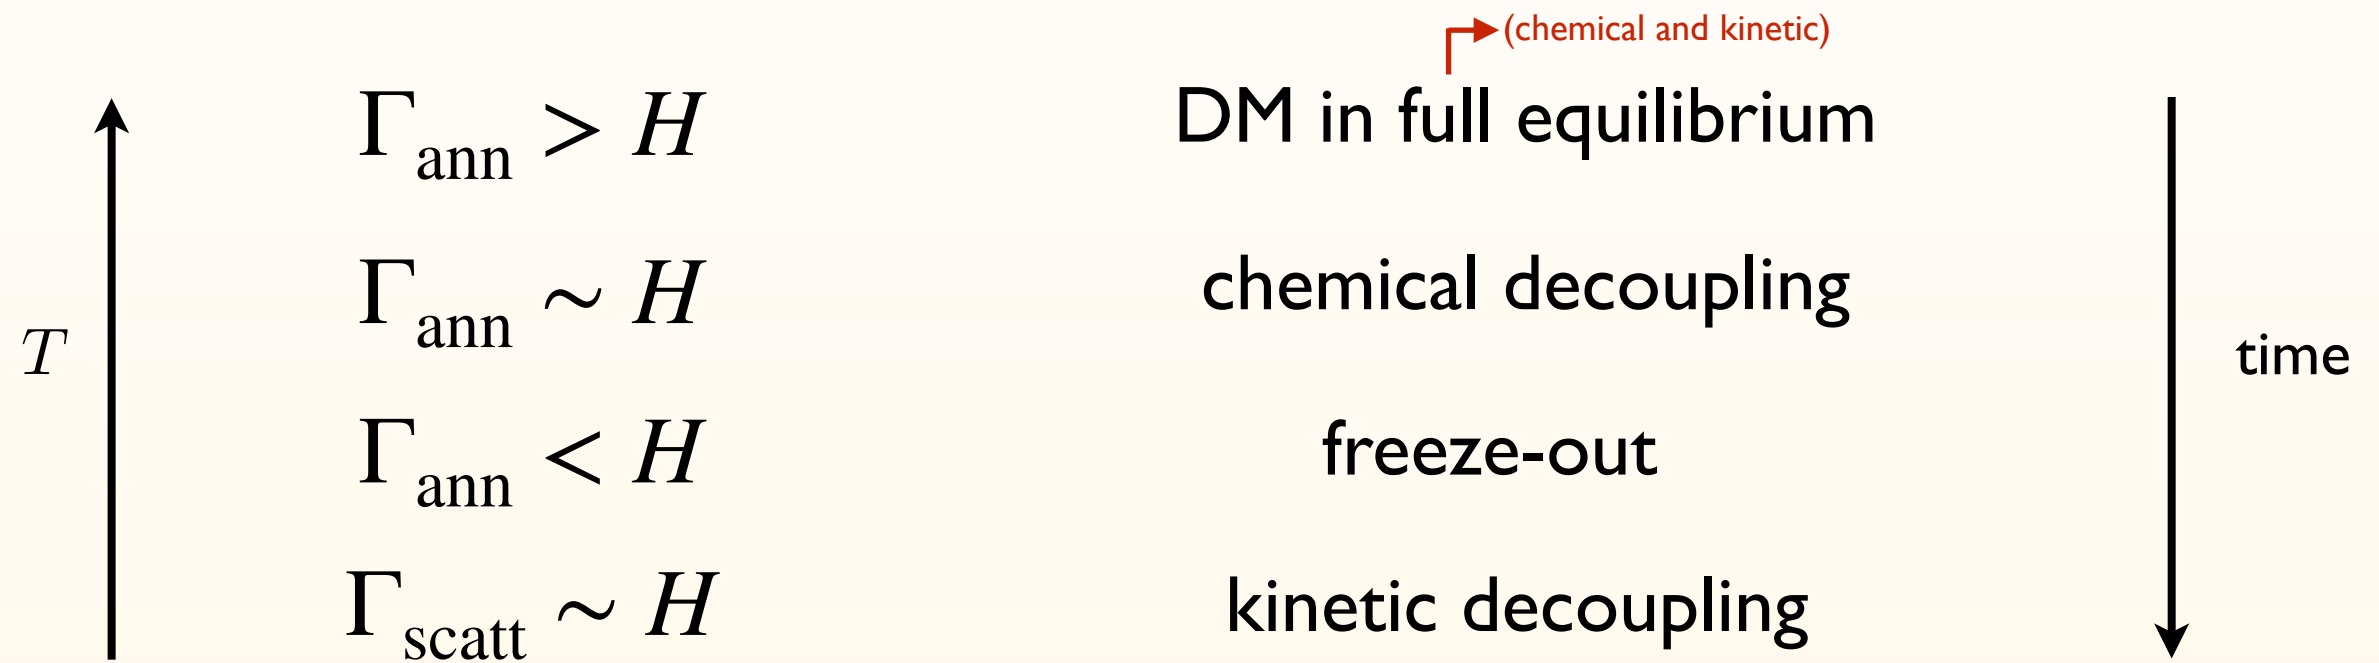 (chemical and kinetic)
Γ_ann > H DM in full equilibrium
Γ_ann ∼ H chemical decoupling
T time
Γ_ann < H freeze-out
Γ_scatt ∼ H kinetic decoupling